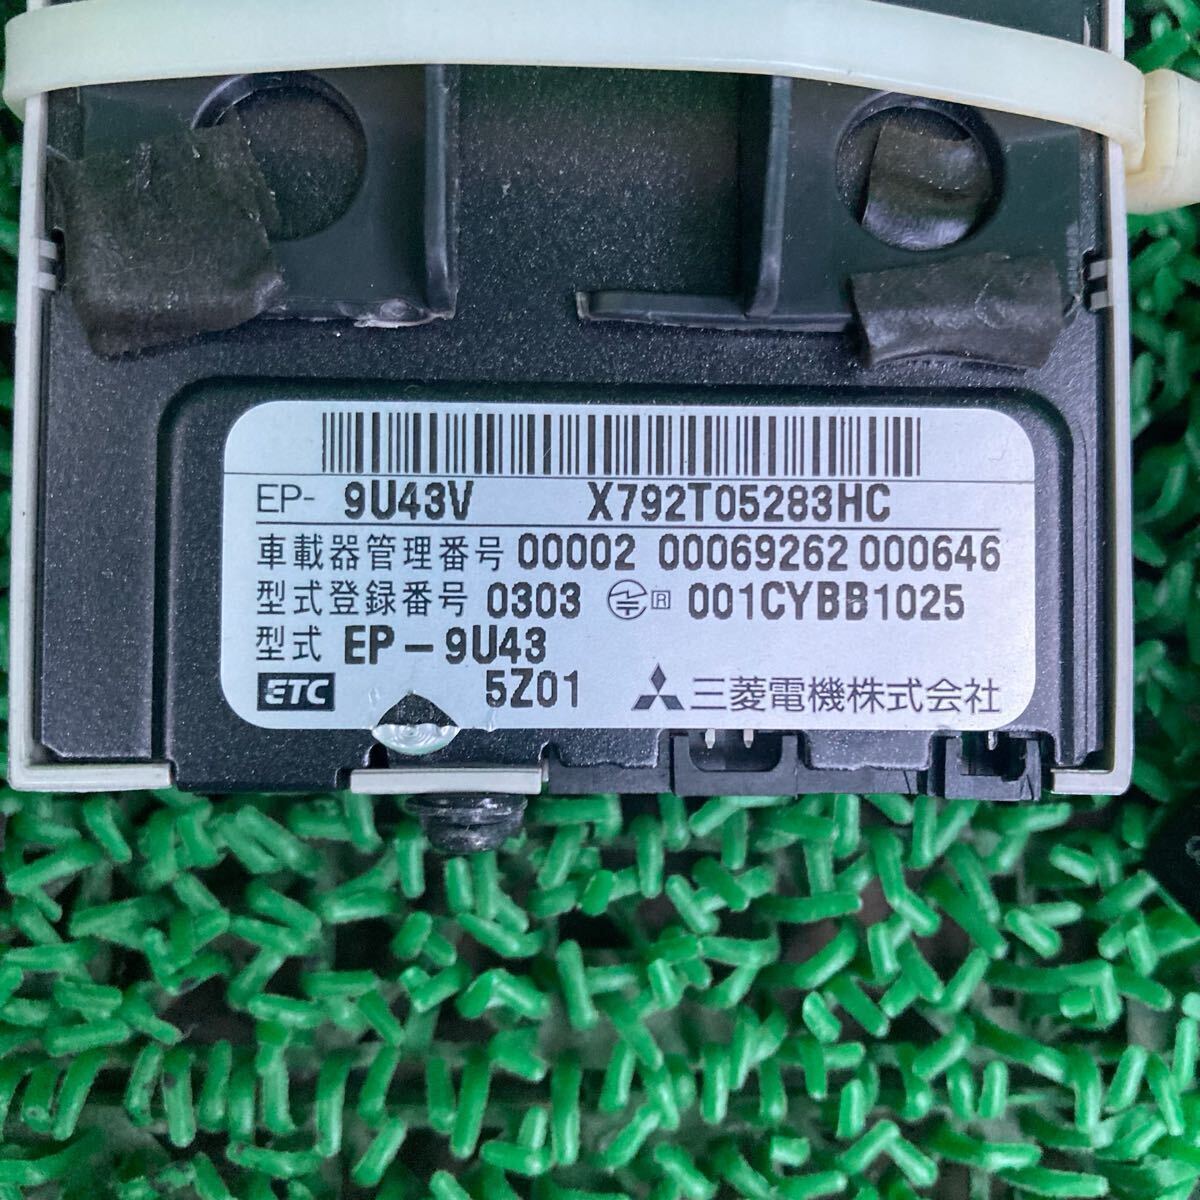 EP- 9U43V X792T05283HC
車載器管理番号 00002 00069262 000646
型式登録番号 0303 R 001CYBB1025
型式 EP-9U43
ETC 5Z01 三菱電機株式会社